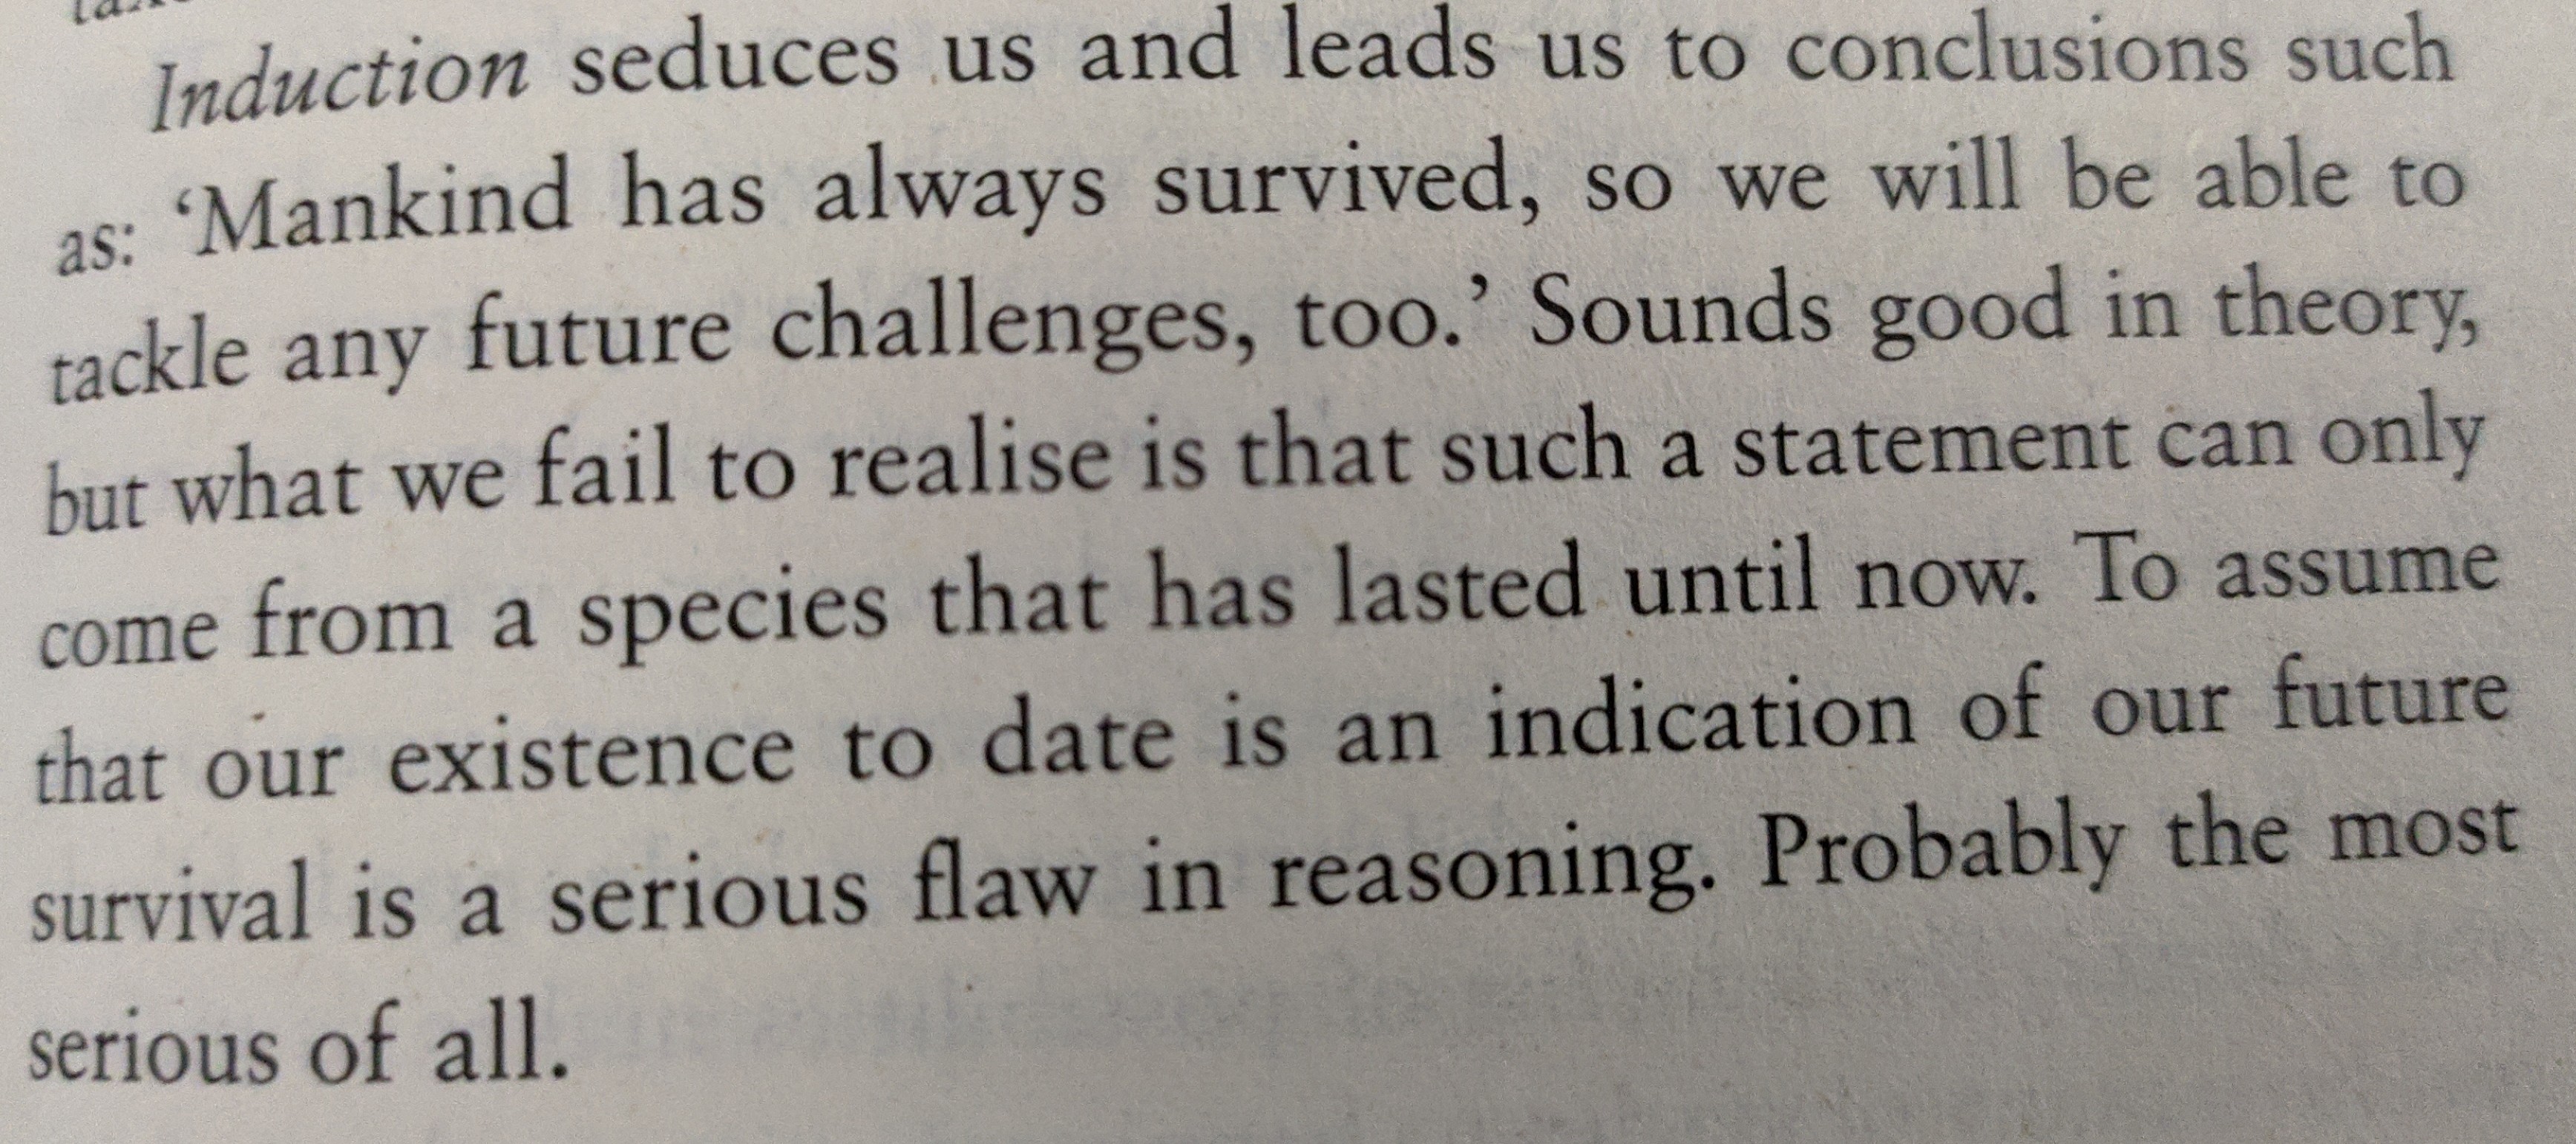 Induction seduces us and leads us to conclusions such
as: ‘Mankind has always survived, so we will be able to
tackle any future challenges, too.’ Sounds good in theory,
but what we fail to realise is that such a statement can only
come from a species that has lasted until now. To assume
that our existence to date is an indication of our future
survival is a serious flaw in reasoning. Probably the most
serious of all.